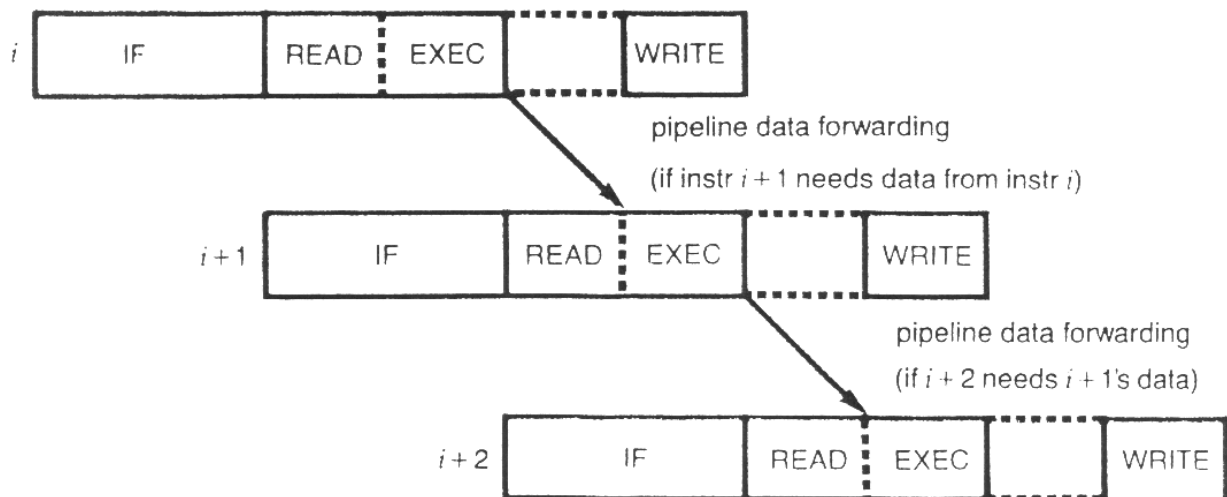 i IF READ EXEC WRITE
pipeline data forwarding
(if instr i + 1 needs data from instr i)
i + 1 IF READ EXEC WRITE
pipeline data forwarding
(if i + 2 needs i + 1's data)
i + 2 IF READ EXEC WRITE